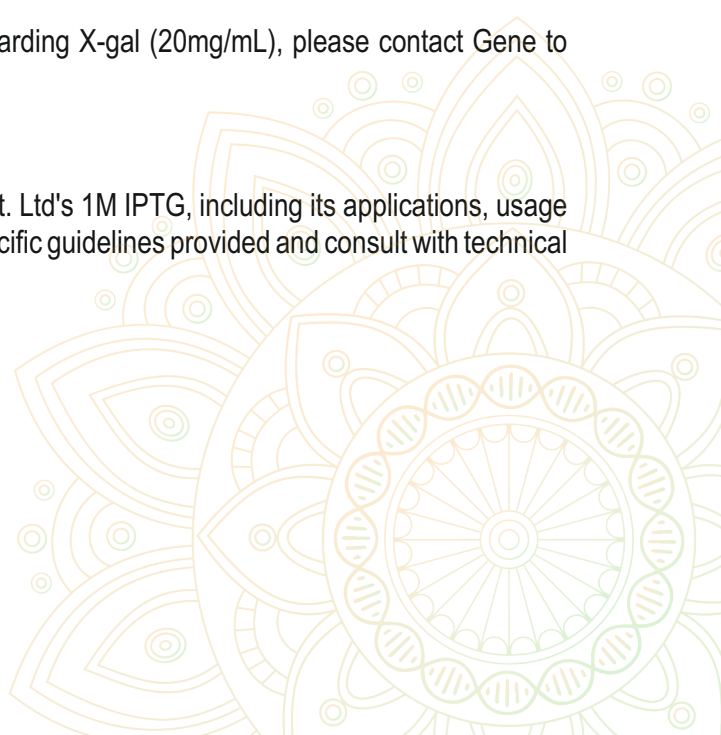 arding X-gal (20mg/mL), please contact Gene to
t. Ltd's 1M IPTG, including its applications, usage
cific guidelines provided and consult with technical